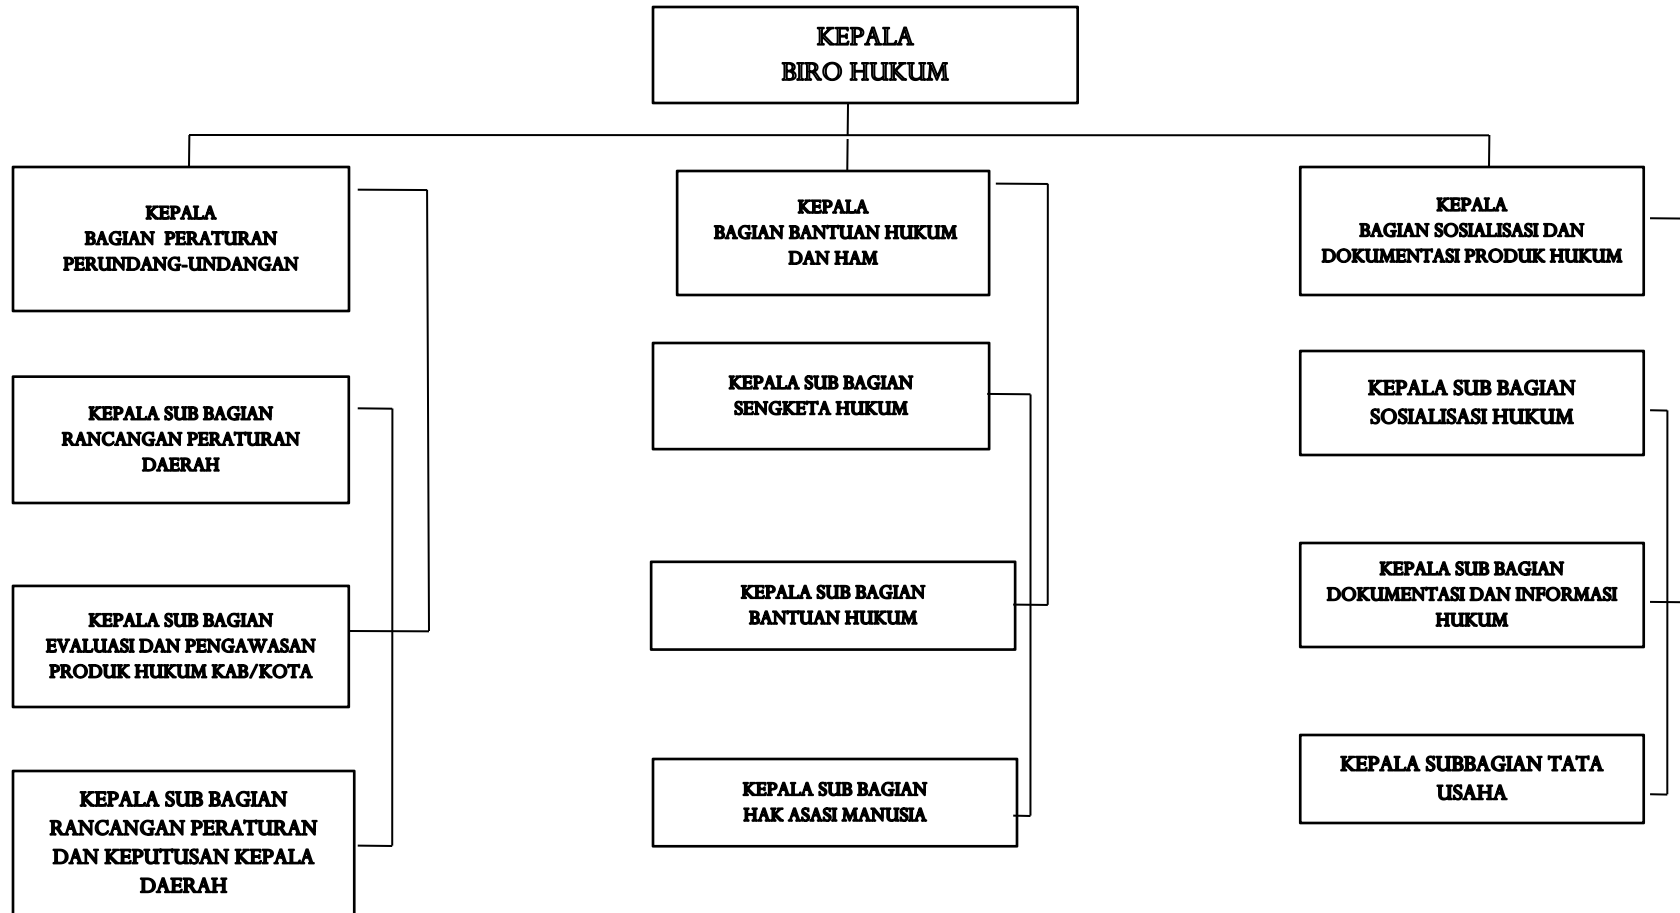 KEPALA
BIRO HUKUM
KEPALA
BAGIAN PERATURAN
PERUNDANG-UNDANGAN
KEPALA SUB BAGIAN
RANCANGAN PERATURAN
DAERAH
KEPALA SUB BAGIAN
EVALUASI DAN PENGAWASAN
PRODUK HUKUM KAB/KOTA
KEPALA SUB BAGIAN
RANCANGAN PERATURAN
DAN KEPUTUSAN KEPALA
DAERAH
KEPALA
BAGIAN BANTUAN HUKUM
DAN HAM
KEPALA SUB BAGIAN
SENGKETA HUKUM
KEPALA SUB BAGIAN
BANTUAN HUKUM
KEPALA SUB BAGIAN
HAK ASASI MANUSIA
KEPALA
BAGIAN SOSIALISASI DAN
DOKUMENTASI PRODUK HUKUM
KEPALA SUB BAGIAN
SOSIALISASI HUKUM
KEPALA SUB BAGIAN
DOKUMENTASI DAN INFORMASI
HUKUM
KEPALA SUBBAGIAN TATA
USAHA